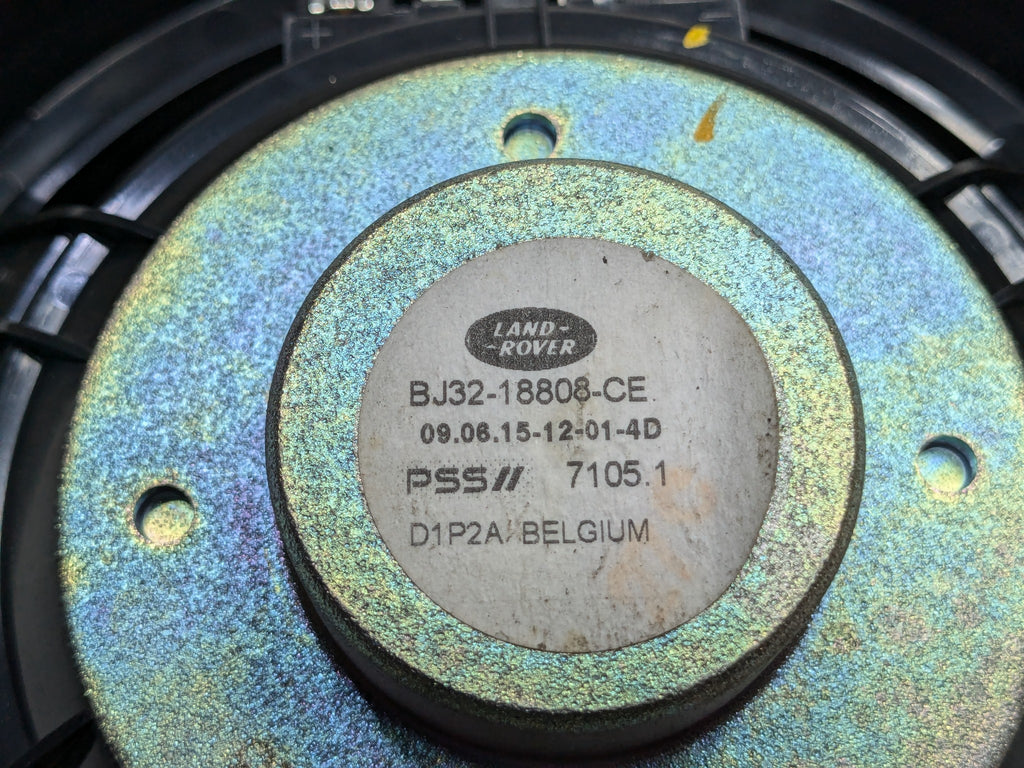 +
-
LAND-
-ROVER
BJ32-18808-CE
09.06.15-12-01-4D
PSS// 7105.1
D1P2A BELGIUM